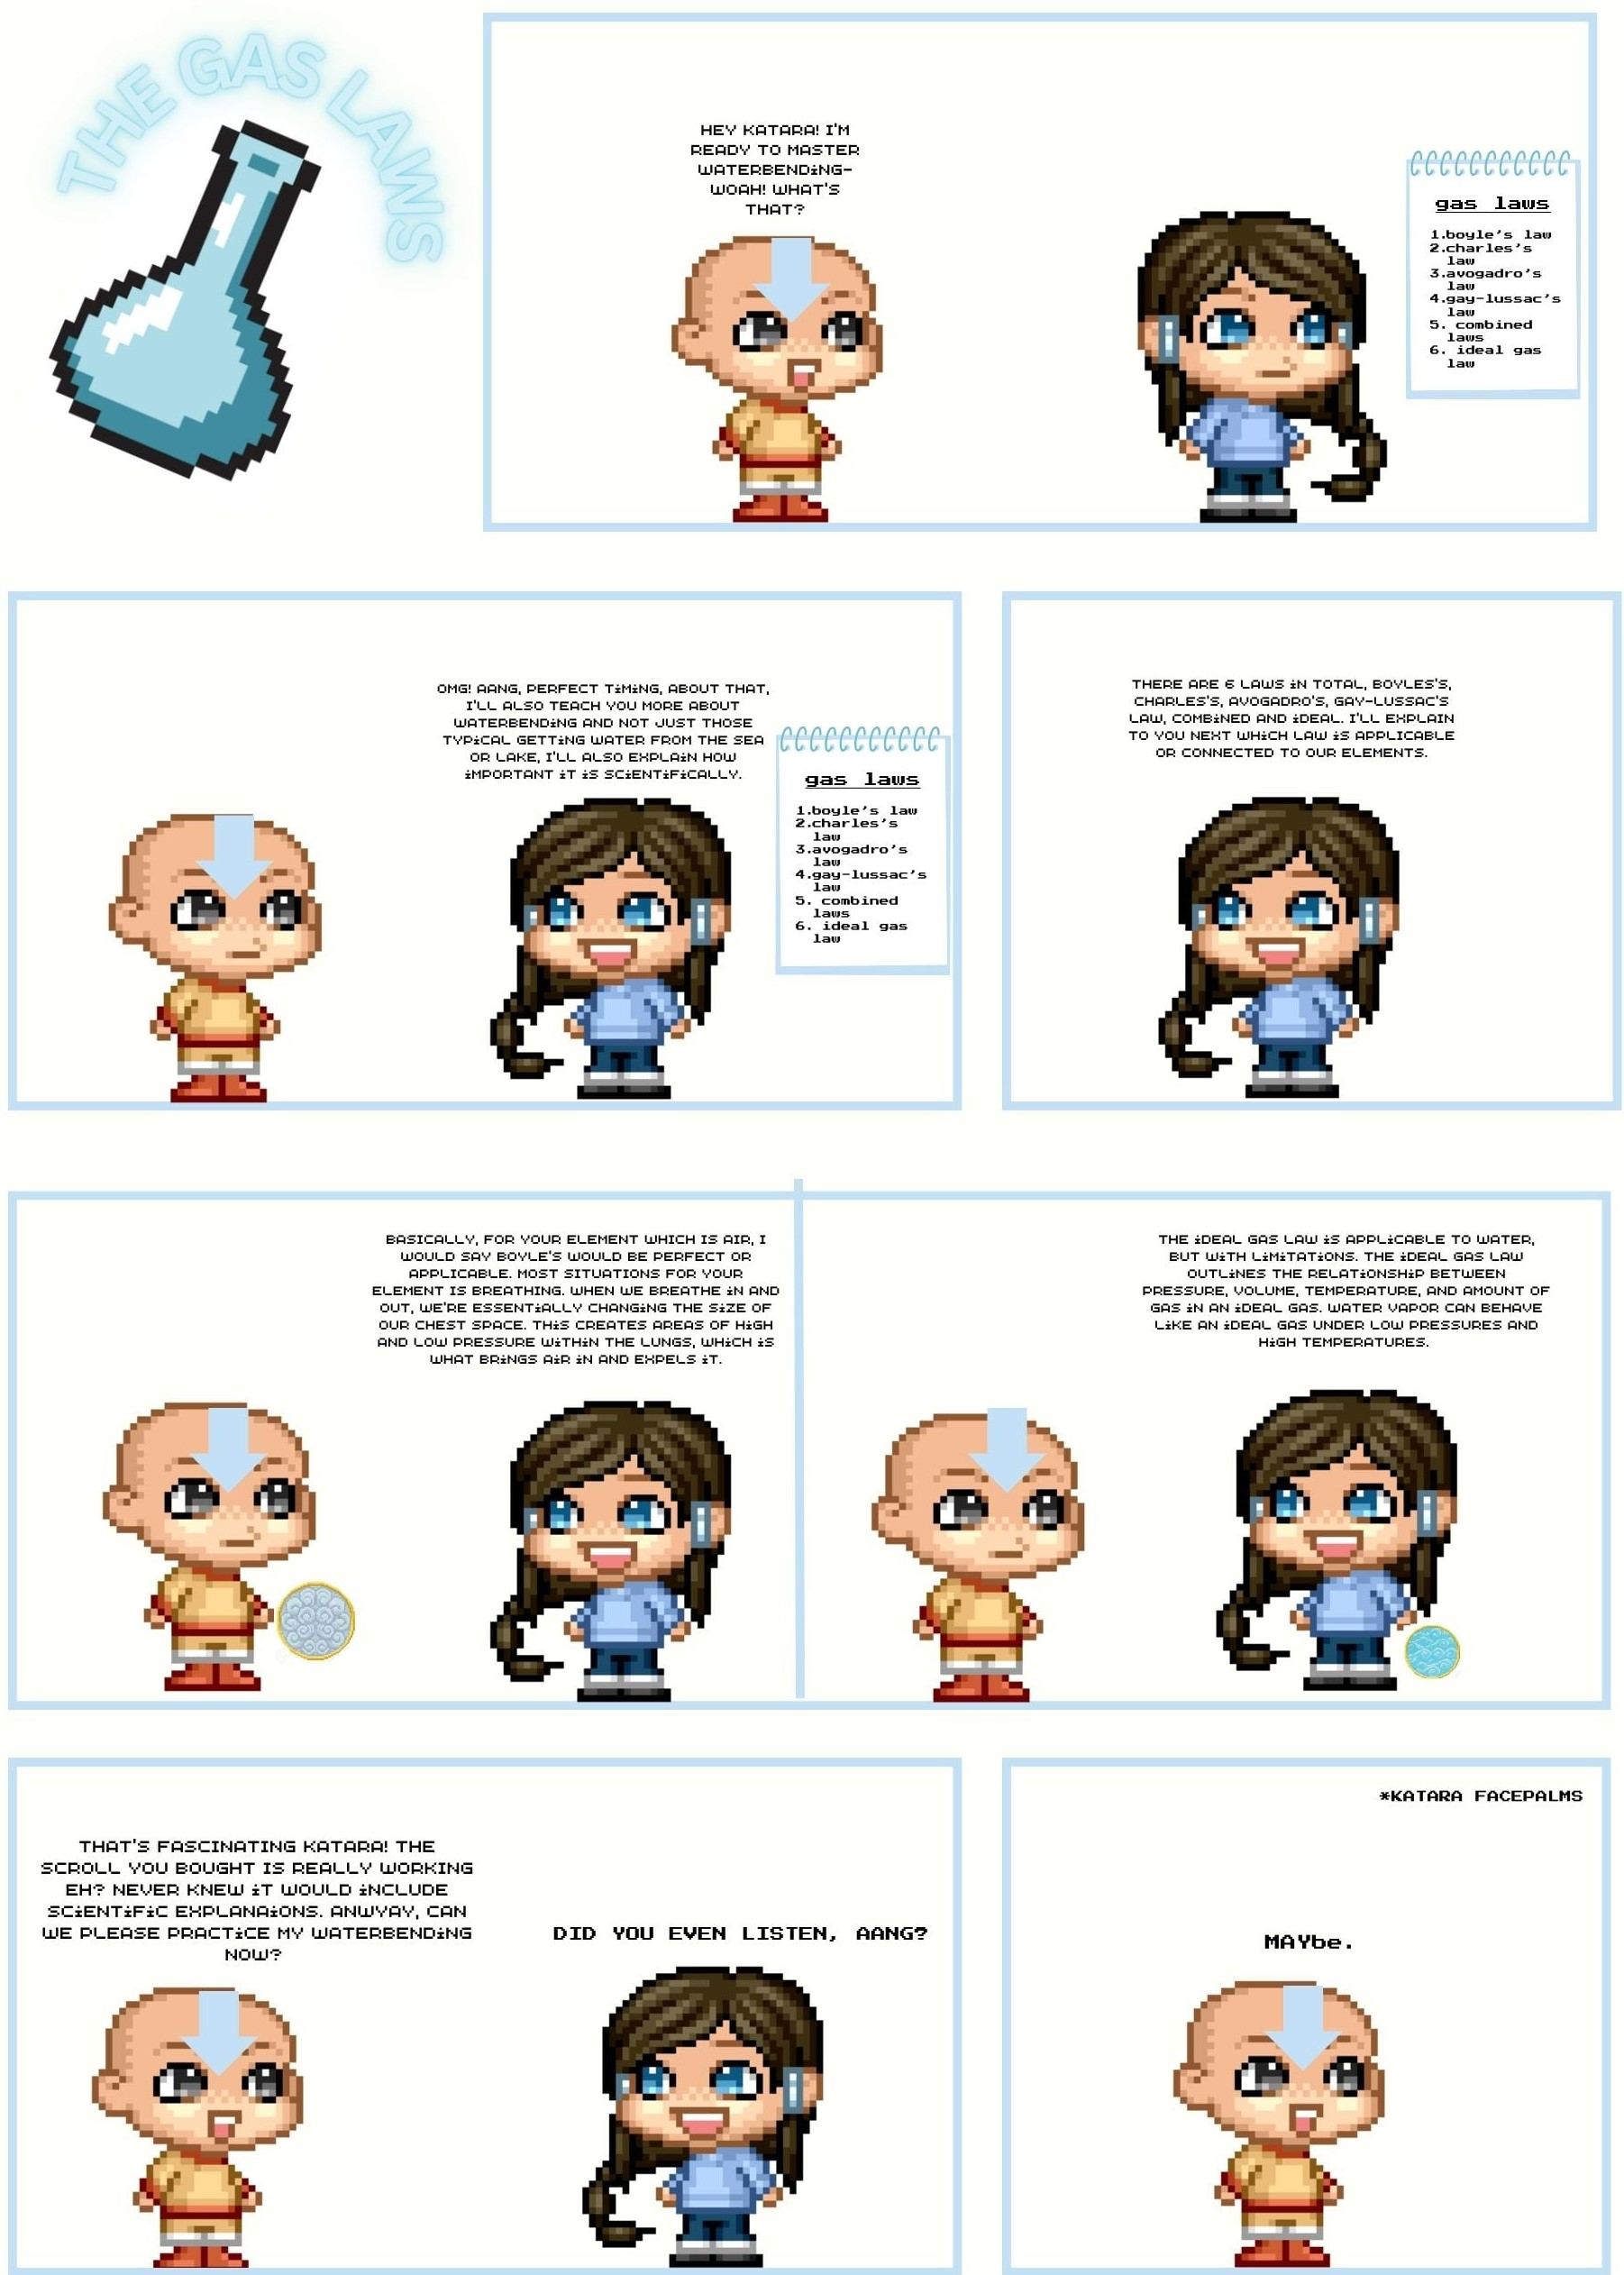 THE GAS LAWS
HEY KATARA! I'M
READY TO MASTER
WATERBENDING-
WOAH! WHAT'S
THAT?
gas laws
1.boyle's law
2.charles's
law
3.avogadro's
law
4.gay-lussac's
law
5. combined
laws
6. ideal gas
law
OMG! AANG, PERFECT TIMING, ABOUT THAT,
I'LL ALSO TEACH YOU MORE ABOUT
WATERBENDING AND NOT JUST THOSE
TYPICAL GETTING WATER FROM THE SEA
OR LAKE, I'LL ALSO EXPLAIN HOW
IMPORTANT IT IS SCIENTIFICALLY.
gas laws
1.boyle's law
2.charles's
law
3.avogadro's
law
4.gay-lussac's
law
5. combined
laws
6. ideal gas
law
THERE ARE 6 LAWS IN TOTAL, BOYLES'S,
CHARLES'S, AVOGADRO'S, GAY-LUSSAC'S
LAW, COMBINED AND IDEAL. I'LL EXPLAIN
TO YOU NEXT WHICH LAW IS APPLICABLE
OR CONNECTED TO OUR ELEMENTS.
BASICALLY, FOR YOUR ELEMENT WHICH IS AIR, I
WOULD SAY BOYLE'S WOULD BE PERFECT OR
APPLICABLE. MOST SITUATIONS FOR YOUR
ELEMENT IS BREATHING. WHEN WE BREATHE IN AND
OUT, WE'RE ESSENTIALLY CHANGING THE SIZE OF
OUR CHEST SPACE. THIS CREATES AREAS OF HIGH
AND LOW PRESSURE WITHIN THE LUNGS, WHICH IS
WHAT BRINGS AIR IN AND EXPELS IT.
THE IDEAL GAS LAW IS APPLICABLE TO WATER,
BUT WITH LIMITATIONS. THE IDEAL GAS LAW
OUTLINES THE RELATIONSHIP BETWEEN
PRESSURE, VOLUME, TEMPERATURE, AND AMOUNT OF
GAS IN AN IDEAL GAS. WATER VAPOR CAN BEHAVE
LIKE AN IDEAL GAS UNDER LOW PRESSURES AND
HIGH TEMPERATURES.
THAT'S FASCINATING KATARA! THE
SCROLL YOU BOUGHT IS REALLY WORKING
EH? NEVER KNEW IT WOULD INCLUDE
SCIENTIFIC EXPLANAIONS. ANWYAY, CAN
WE PLEASE PRACTICE MY WATERBENDING
NOW?
DID YOU EVEN LISTEN, AANG?
*KATARA FACEPALMS
MAYbe.